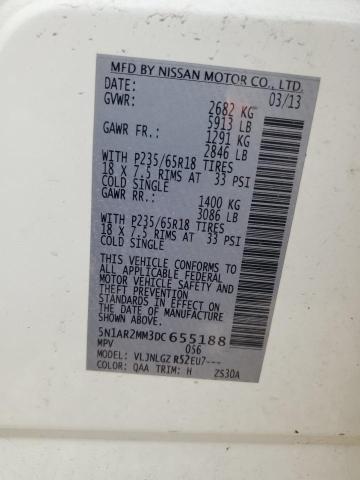 MFD BY NISSAN MOTOR CO., LTD.
DATE: 03/13
GVWR: 2682 KG
5913 LB
GAWR FR.: 1291 KG
2846 LB
WITH P235/65R18 TIRES
18 X 7.5 RIMS AT 33 PSI
COLD SINGLE
GAWR RR.: 1400 KG
3086 LB
WITH P235/65R18 TIRES
18 X 7.5 RIMS AT 33 PSI
COLD SINGLE
THIS VEHICLE CONFORMS TO
ALL APPLICABLE FEDERAL
MOTOR VEHICLE SAFETY AND
THEFT PREVENTION
STANDARDS IN EFFECT ON
THE DATE OF MANUFACTURE
5N1AR2MM3DC655188
MPV 056
VLJNLGZ R52EU7---
COLOR: QAA TRIM: H ZS30A